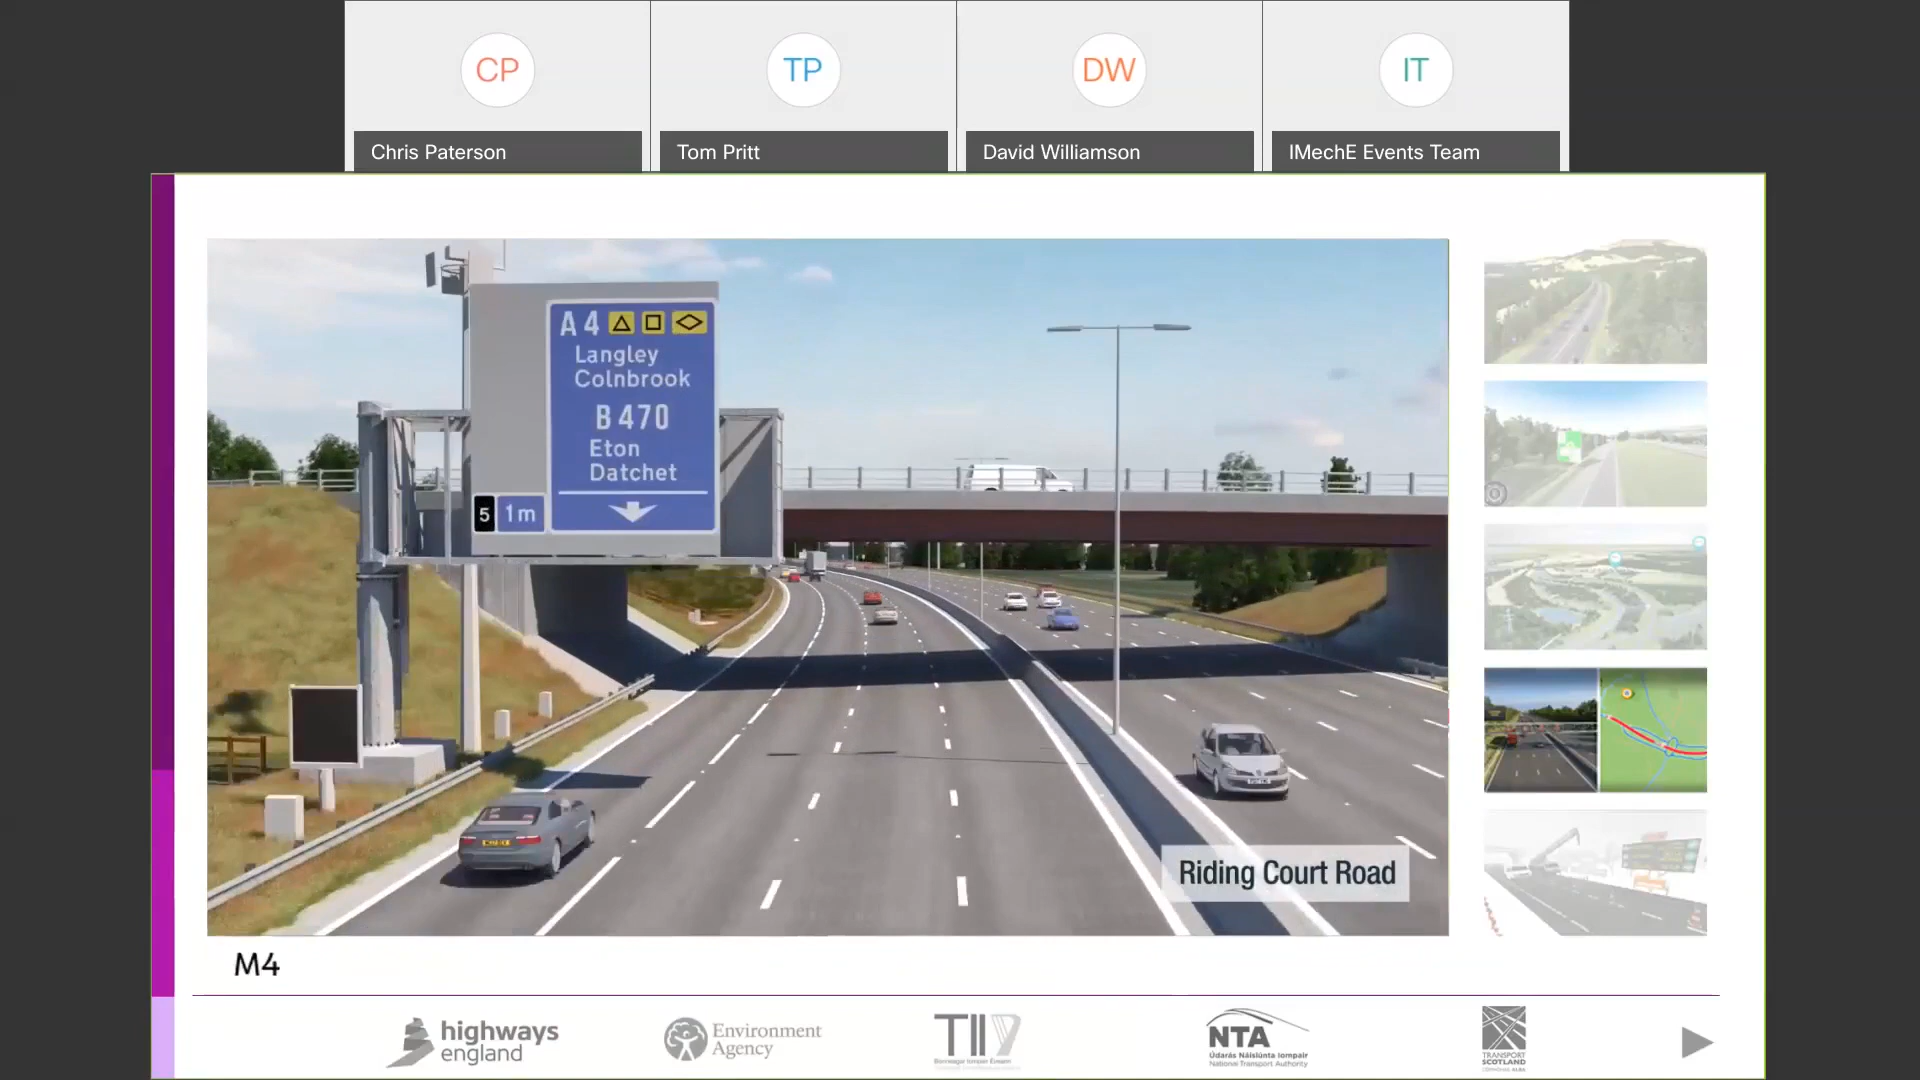 CP
TP
DW
IT
Chris Paterson
Tom Pritt
David Williamson
IMechE Events Team
A4
Langley
Colnbrook
B470
Eton
Datchet
5 1m
Riding Court Road
M4
highways
england
Environment
Agency
TII
NTA
Údarás Náisiúnta Iompair
National Transport Authority
TRANSPORT
SCOTLAND